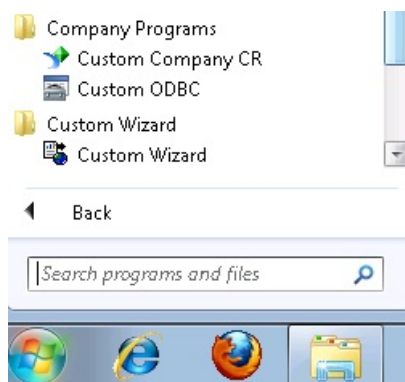 Company Programs
Custom Company CR
Custom ODBC
Custom Wizard
Custom Wizard
Back
Search programs and files